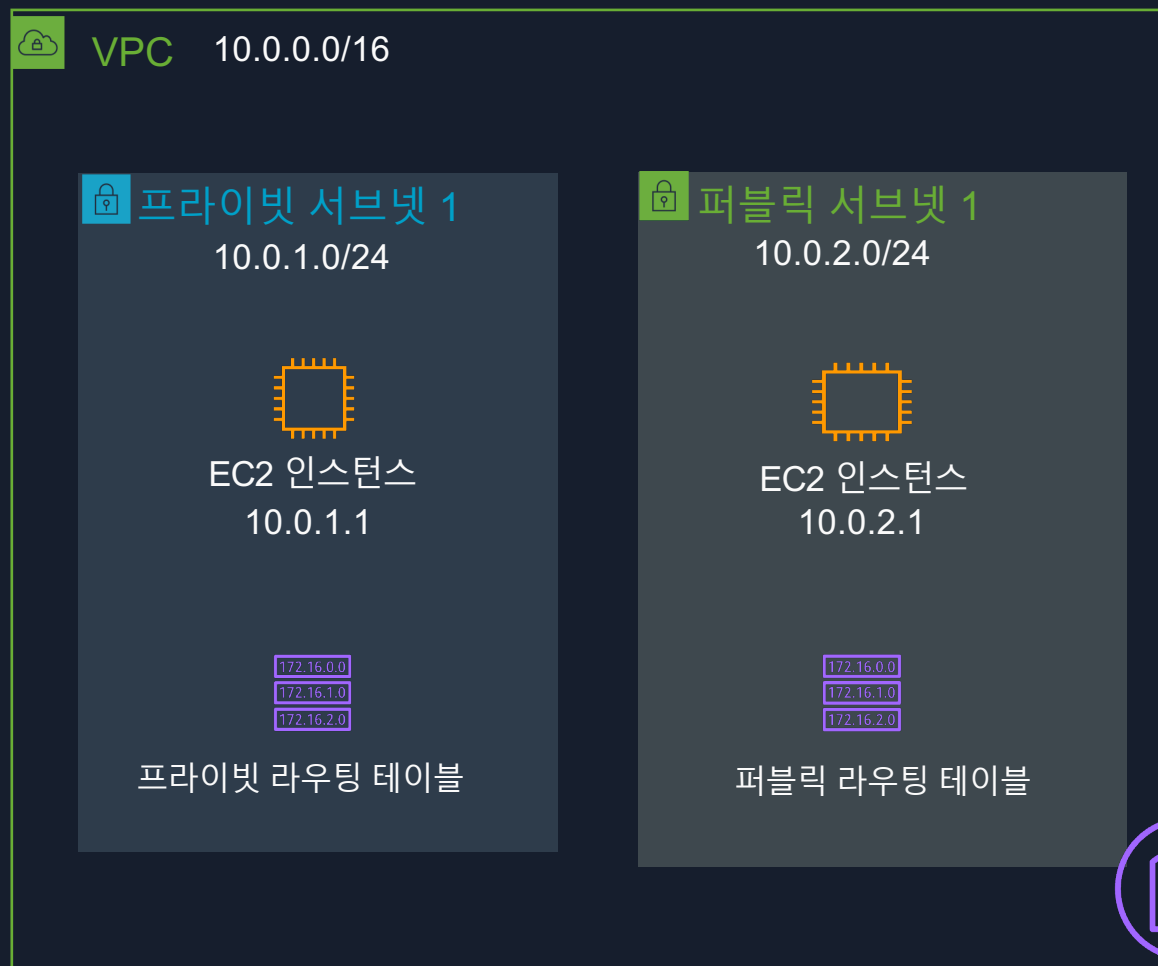 VPC 10.0.0.0/16
프라이빗 서브넷 1
10.0.1.0/24
EC2 인스턴스
10.0.1.1
172.16.0.0
172.16.1.0
172.16.2.0
프라이빗 라우팅 테이블
퍼블릭 서브넷 1
10.0.2.0/24
EC2 인스턴스
10.0.2.1
172.16.0.0
172.16.1.0
172.16.2.0
퍼블릭 라우팅 테이블